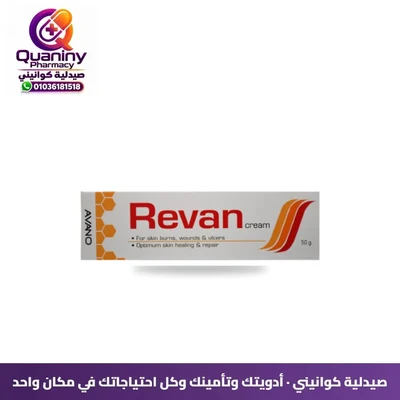 Quaniny
Pharmacy
صيدلية كوانيني
01036181518
AVANO
Revan cream
• For skin burns, wounds & ulcers
• Optimum skin healing & repair
50 g
صيدلية كوانيني - أدويتك وتأمينك وكل احتياجاتك في مكان واحد